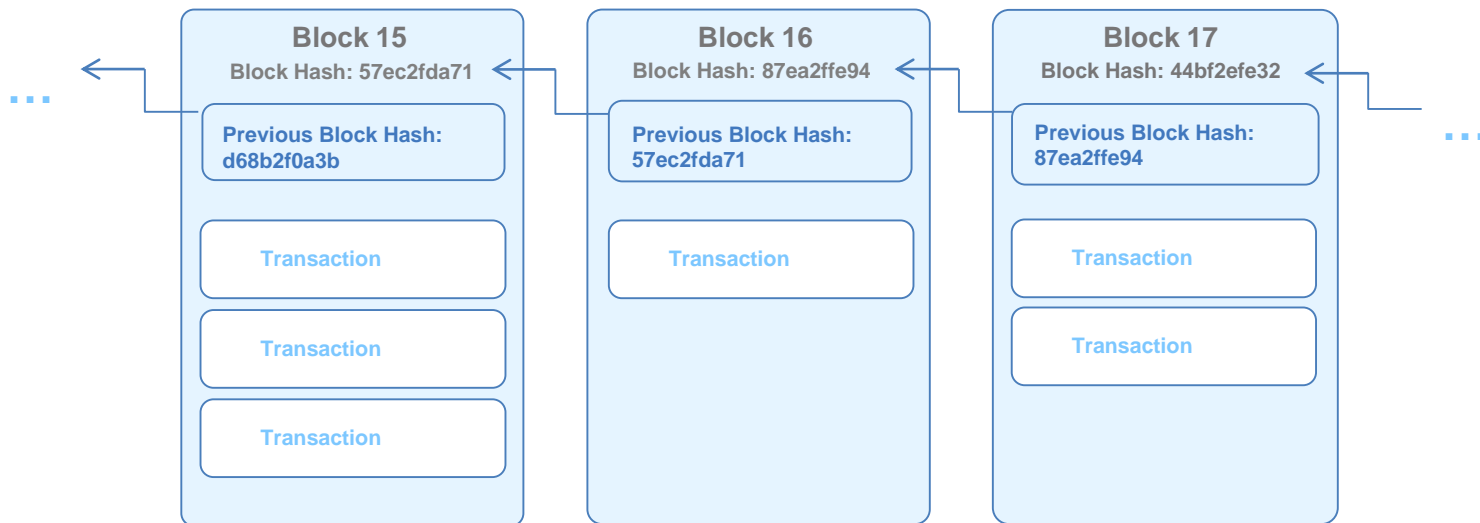 Block 15
Block Hash: 57ec2fda71
Previous Block Hash:
d68b2f0a3b
Transaction
Transaction
Transaction
Block 16
Block Hash: 87ea2ffe94
Previous Block Hash:
57ec2fda71
Transaction
Block 17
Block Hash: 44bf2efe32
Previous Block Hash:
87ea2ffe94
Transaction
Transaction
...
...